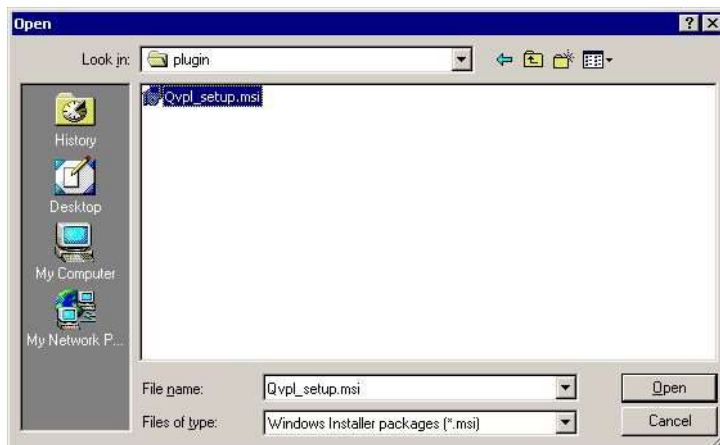 Open
Look in:
plugin
Qvpl_setup.msi
History
Desktop
My Computer
My Network P...
File name:
Qvpl_setup.msi
Open
Files of type:
Windows Installer packages (*.msi)
Cancel